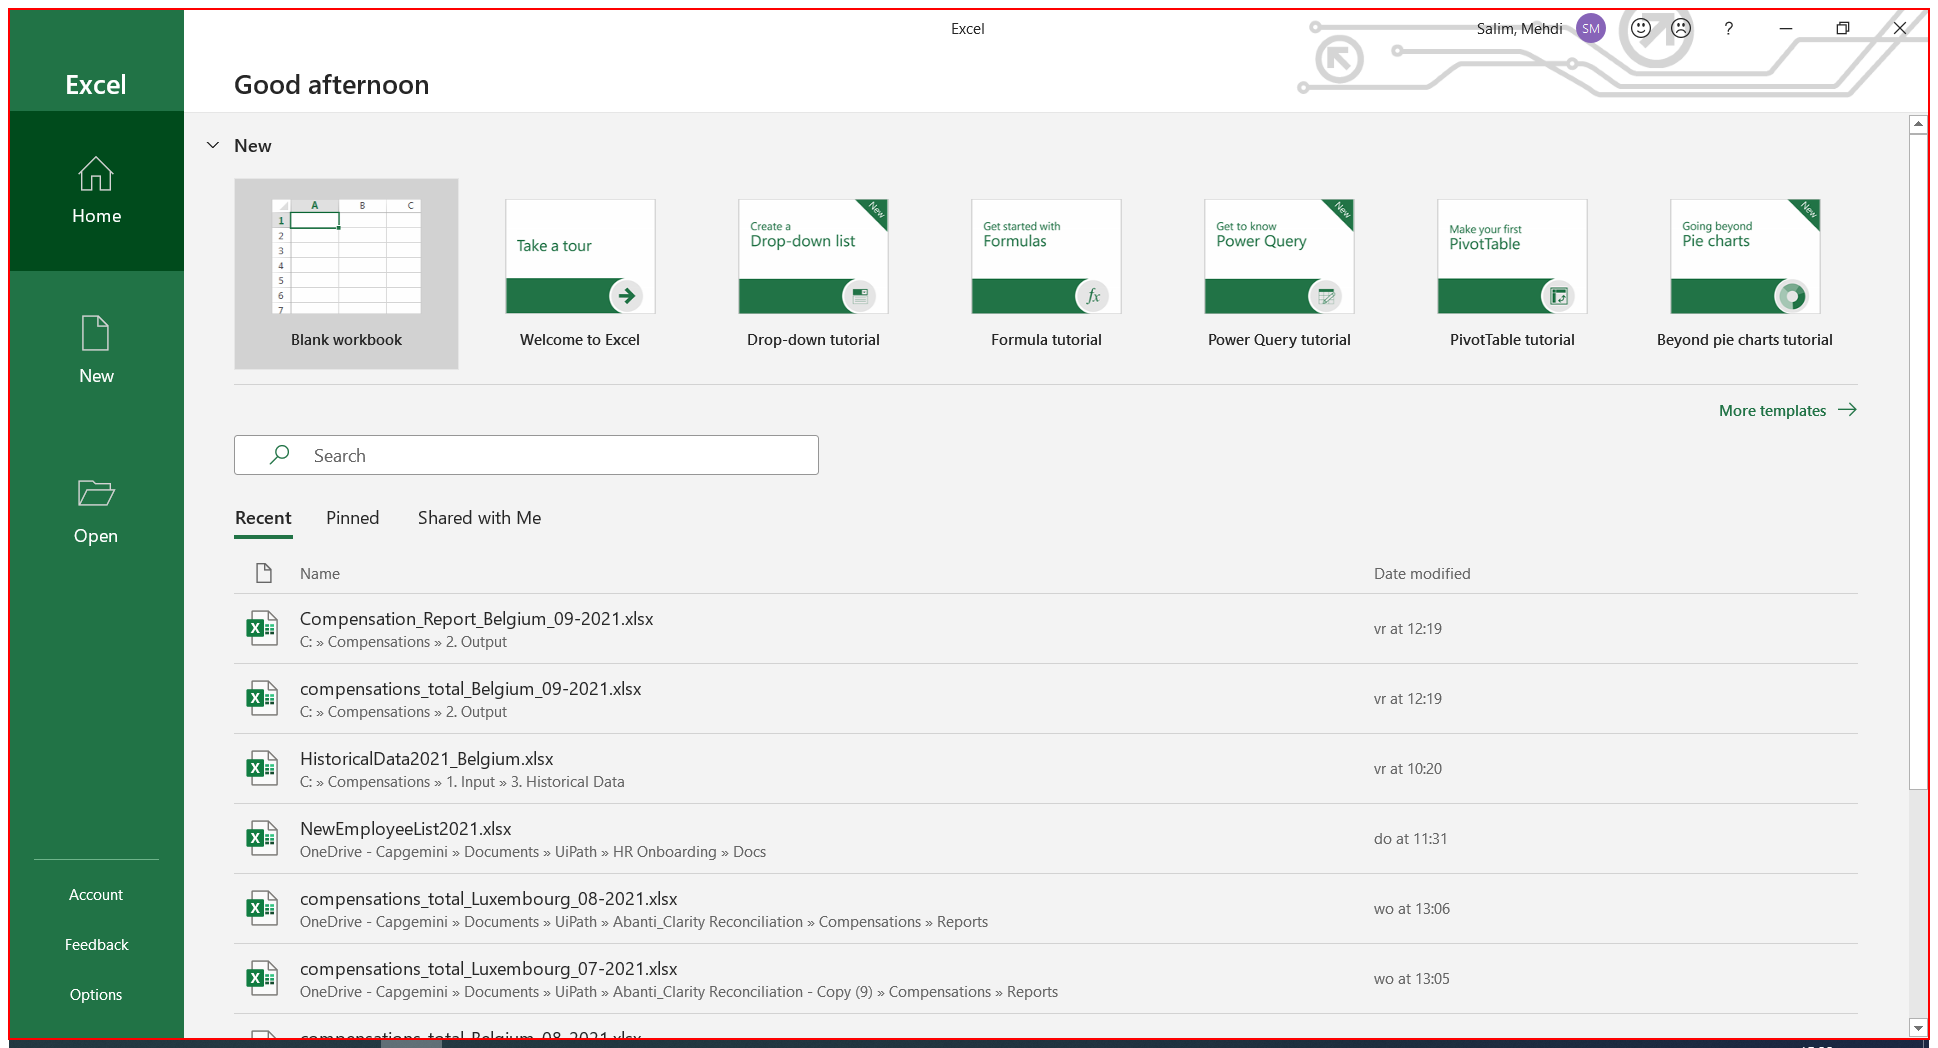 Excel
Salim, Mehdi
SM
?
Excel
Good afternoon
Home
New
Open
Account
Feedback
Options
New
A B C
1
2
3
4
5
6
7
Blank workbook
Take a tour
Welcome to Excel
Create a
Drop-down list
New
Drop-down tutorial
Get started with
Formulas
fx
Formula tutorial
Get to know
Power Query
New
Power Query tutorial
Make your first
PivotTable
PivotTable tutorial
Going beyond
Pie charts
New
Beyond pie charts tutorial
More templates
Search
Recent Pinned Shared with Me
Name Date modified
Compensation_Report_Belgium_09-2021.xlsx
C: » Compensations » 2. Output
vr at 12:19
compensations_total_Belgium_09-2021.xlsx
C: » Compensations » 2. Output
vr at 12:19
HistoricalData2021_Belgium.xlsx
C: » Compensations » 1. Input » 3. Historical Data
vr at 10:20
NewEmployeeList2021.xlsx
OneDrive - Capgemini » Documents » UiPath » HR Onboarding » Docs
do at 11:31
compensations_total_Luxembourg_08-2021.xlsx
OneDrive - Capgemini » Documents » UiPath » Abanti_Clarity Reconciliation » Compensations » Reports
wo at 13:06
compensations_total_Luxembourg_07-2021.xlsx
OneDrive - Capgemini » Documents » UiPath » Abanti_Clarity Reconciliation - Copy (9) » Compensations » Reports
wo at 13:05
compensations_total_Belgium_08-2021.xlsx